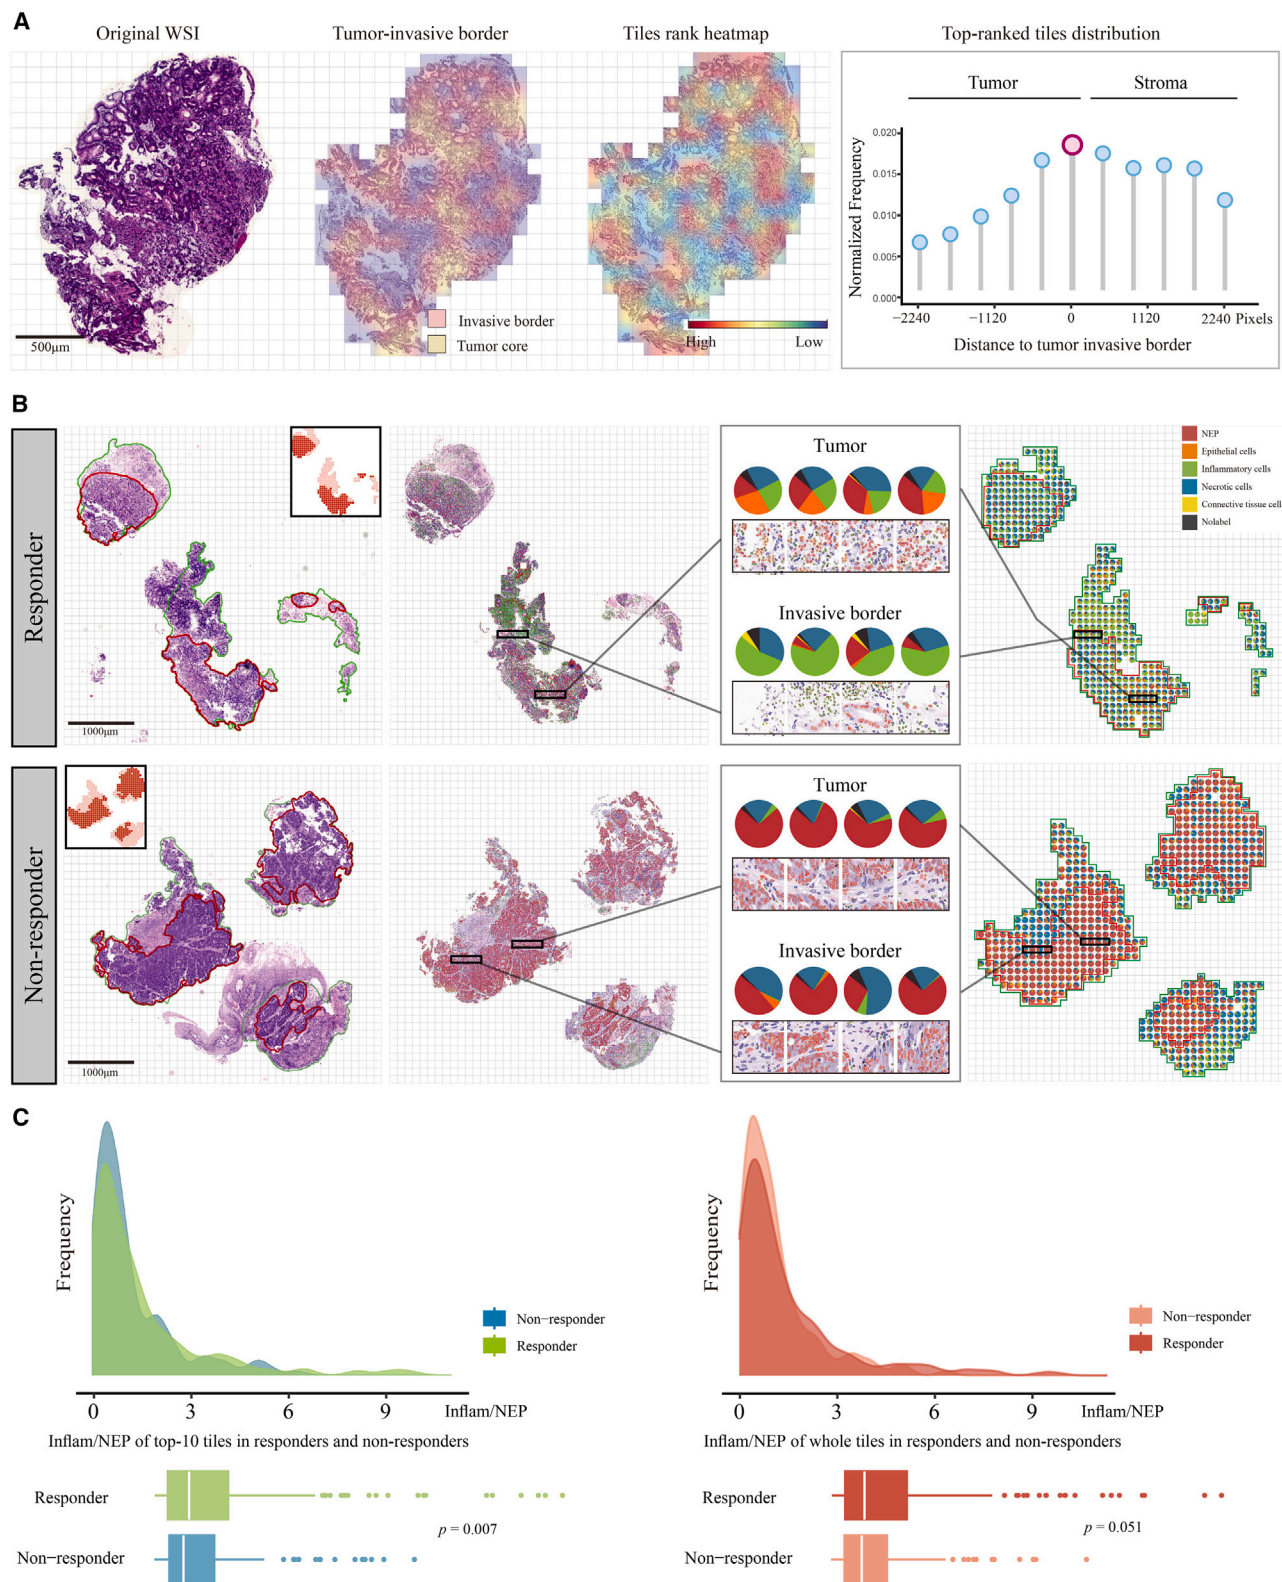 A
Original WSI
Tumor-invasive border
Tiles rank heatmap
Top-ranked tiles distribution
500μm
Invasive border
Tumor core
High
Low
Tumor
Stroma
Normalized Frequency
0.020
0.015
0.010
0.005
0.000
−2240
−1120
0
1120
2240 Pixels
Distance to tumor invasive border
B
Responder
1000μm
Tumor
Invasive border
NEP
Epithelial cells
Inflammatory cells
Necrotic cells
Connective tissue cell
Nolabel
Non-responder
1000μm
Tumor
Invasive border
C
Frequency
Non−responder
Responder
0
3
6
9
Inflam/NEP
Inflam/NEP of top-10 tiles in responders and non-responders
Responder
p = 0.007
Non−responder
Frequency
Non−responder
Responder
0
3
6
9
Inflam/NEP
Inflam/NEP of whole tiles in responders and non-responders
Responder
p = 0.051
Non−responder